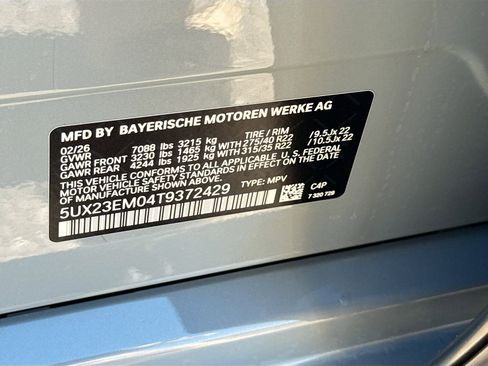 MFD BY BAYERISCHE MOTOREN WERKE AG
02/26 7088 lbs 3215 kg TIRE / RIM
GVWR
GAWR FRONT 3230 lbs 1465 kg 275/40 R22 /9.5Jx 22
GAWR REAR 4244 lbs 1925 kg 315/35 R22 /10.5Jx 22
THIS VEHICLE CONFORMS TO ALL APPLICABLE FEDERAL
MOTOR VEHICLE SAFETY STANDARDS IN EFFECT ON THE DATE OF MANUFACTURE SHOWN ABOVE.
5UX23EM04T9372429 TYPE: MPV C4P
7 320 729